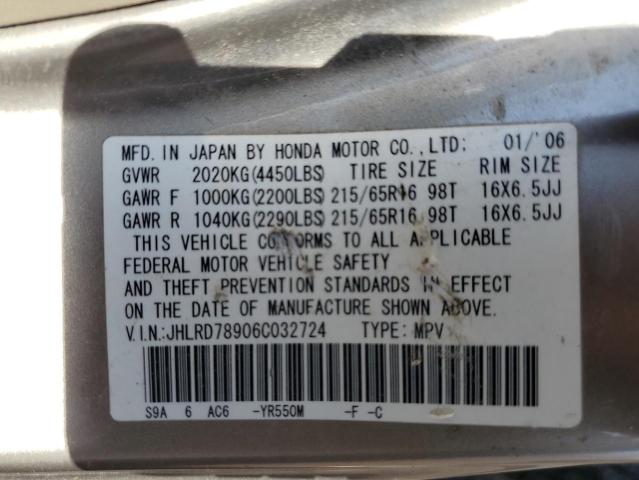 MFD. IN JAPAN BY HONDA MOTOR CO., LTD: 01/'06
GVWR 2020KG(4450LBS) TIRE SIZE RIM SIZE
GAWR F 1000KG(2200LBS) 215/65R16 98T 16X6.5JJ
GAWR R 1040KG(2290LBS) 215/65R16 98T 16X6.5JJ
THIS VEHICLE CONFORMS TO ALL APPLICABLE
FEDERAL MOTOR VEHICLE SAFETY
AND THEFT PREVENTION STANDARDS IN EFFECT
ON THE DATE OF MANUFACTURE SHOWN ABOVE.
V.I.N.:JHLRD78906C032724 TYPE: MPV
S9A 6 AC6 -YR550M -F -C